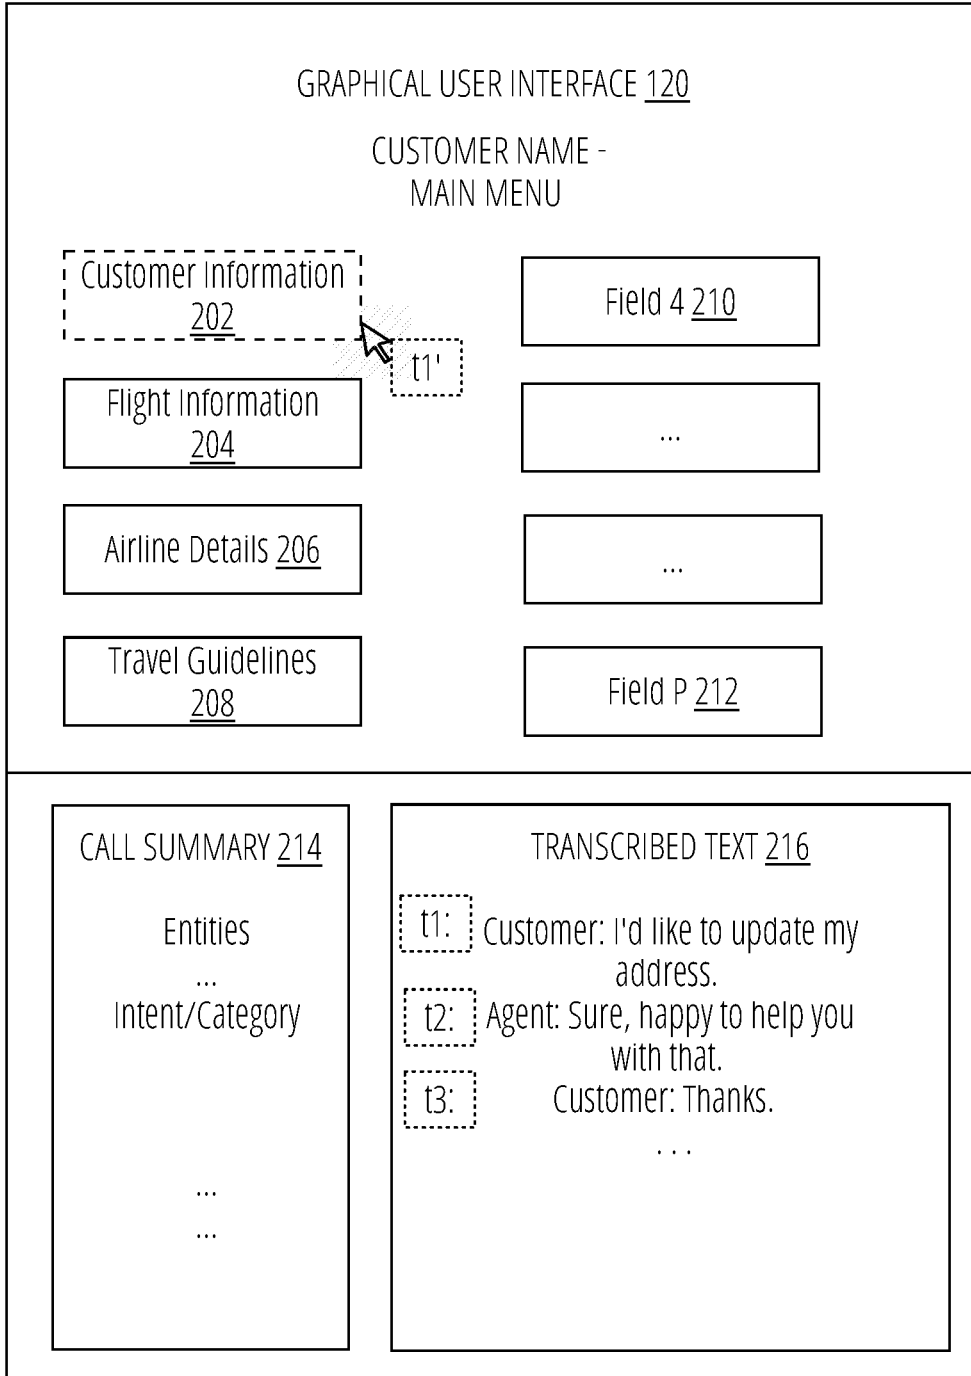 GRAPHICAL USER INTERFACE 120
CUSTOMER NAME -
MAIN MENU
Customer Information
202
t1'
Flight Information
204
Airline Details 206
Travel Guidelines
208
Field 4 210
...
...
Field P 212
CALL SUMMARY 214
Entities
...
Intent/Category
...
...
TRANSCRIBED TEXT 216
t1: Customer: I'd like to update my
address.
t2: Agent: Sure, happy to help you
with that.
t3: Customer: Thanks.
. . .